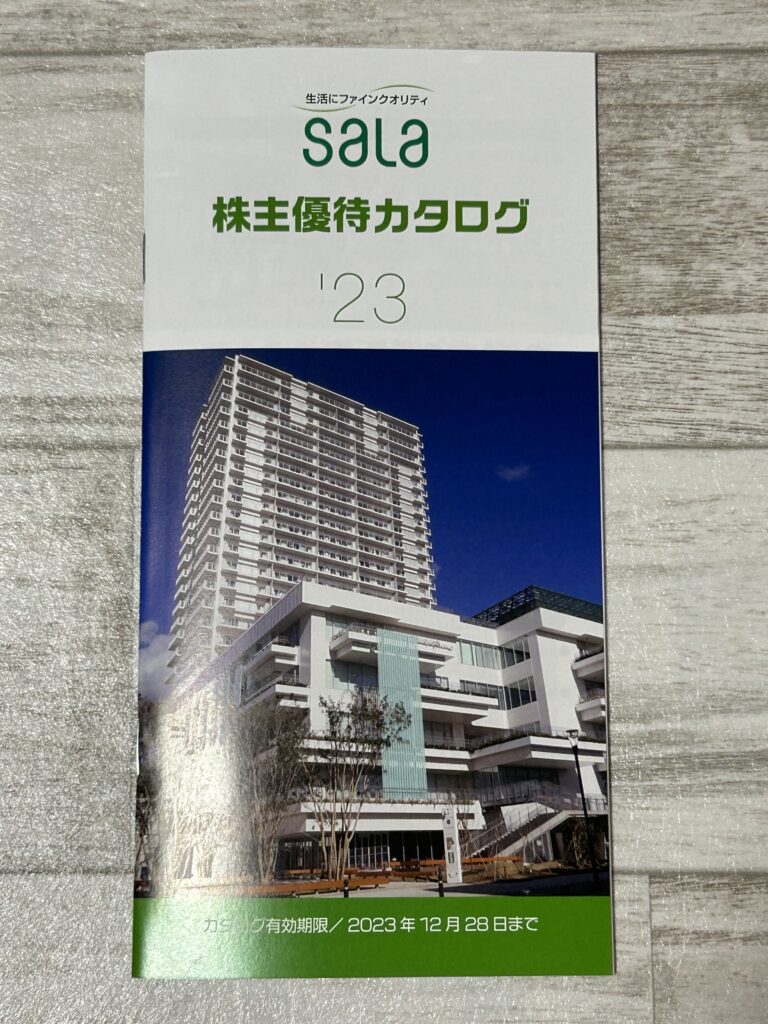 生活にファインクオリティ
sala
株主優待カタログ
'23
カタログ有効期限／2023年12月28日まで